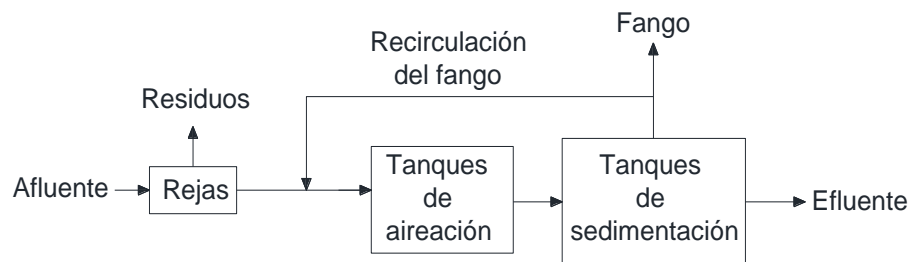 Fango
Recirculación
del fango
Residuos
Afluente
Rejas
Tanques
de
aireación
Tanques
de
sedimentación
Efluente